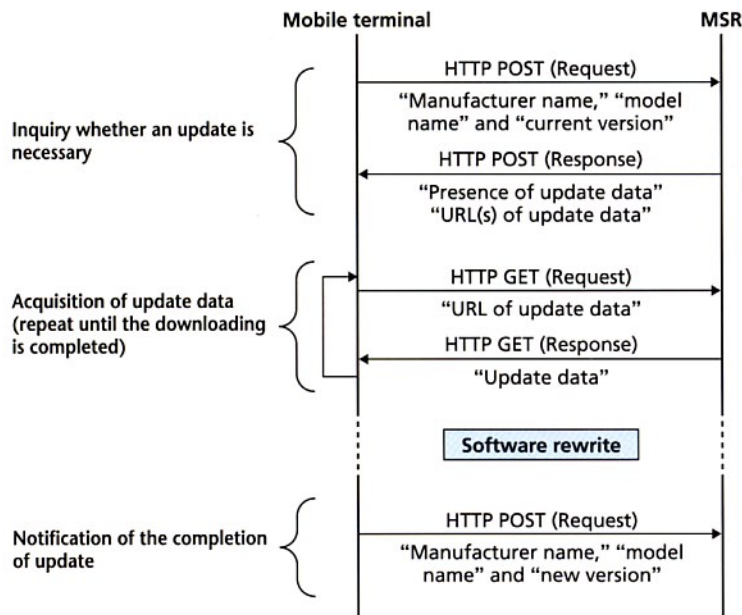 Mobile terminal
MSR
Inquiry whether an update is
necessary
HTTP POST (Request)
“Manufacturer name,” “model
name” and “current version”
HTTP POST (Response)
“Presence of update data”
“URL(s) of update data”
Acquisition of update data
(repeat until the downloading
is completed)
HTTP GET (Request)
“URL of update data”
HTTP GET (Response)
“Update data”
Software rewrite
Notification of the completion
of update
HTTP POST (Request)
“Manufacturer name,” “model
name” and “new version”